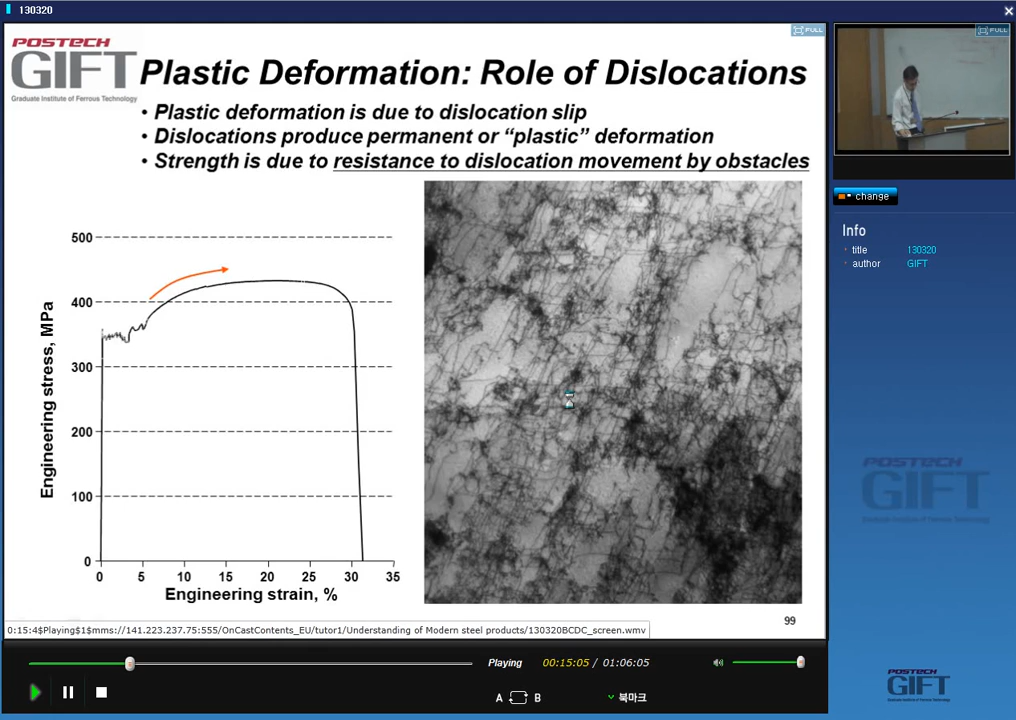 130320
FULL
POSTECH
GIFT
Graduate Institute of Ferrous Technology
Plastic Deformation: Role of Dislocations
• Plastic deformation is due to dislocation slip
• Dislocations produce permanent or “plastic” deformation
• Strength is due to resistance to dislocation movement by obstacles
500
400
300
200
100
0
Engineering stress, MPa
0 5 10 15 20 25 30 35
Engineering strain, %
99
0:15:4$Playing$1$mms://141.223.237.75:555/OnCastContents_EU/tutor1/Understanding of Modern steel products/130320BCDC_screen.wmv
Playing 00:15:05 / 01:06:05
A B 북마크
FULL
change
Info
title 130320
author GIFT
POSTECH
GIFT
Graduate Institute of Ferrous Technology
POSTECH
GIFT